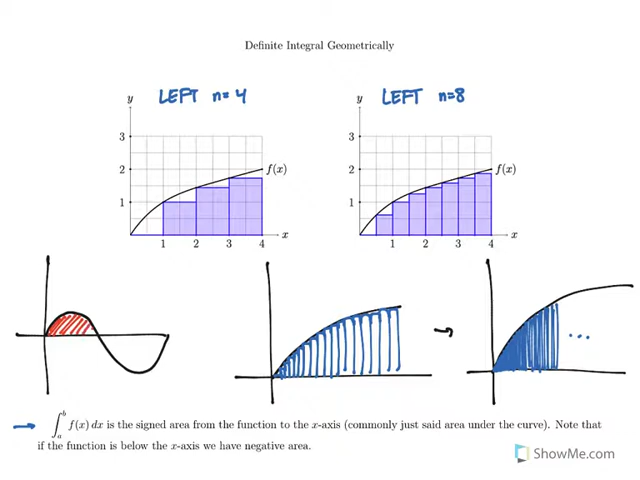 Definite Integral Geometrically
LEFT n=4
LEFT n=8
y
3
2
1
f(x)
1 2 3 4 x
y
3
2
1
f(x)
1 2 3 4 x
→
...
→ ∫_a^b f(x) dx is the signed area from the function to the x-axis (commonly just said area under the curve). Note that
if the function is below the x-axis we have negative area.
ShowMe.com